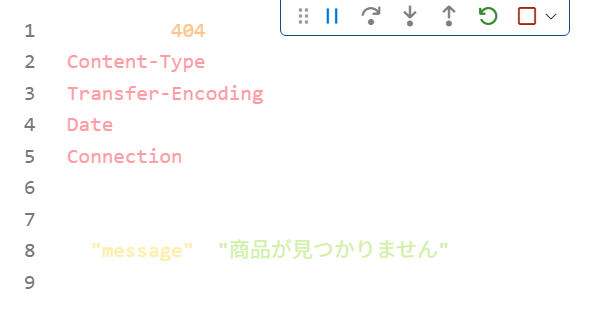 1 404
2 Content-Type
3 Transfer-Encoding
4 Date
5 Connection
6
7
8 "message" "商品が見つかりません"
9